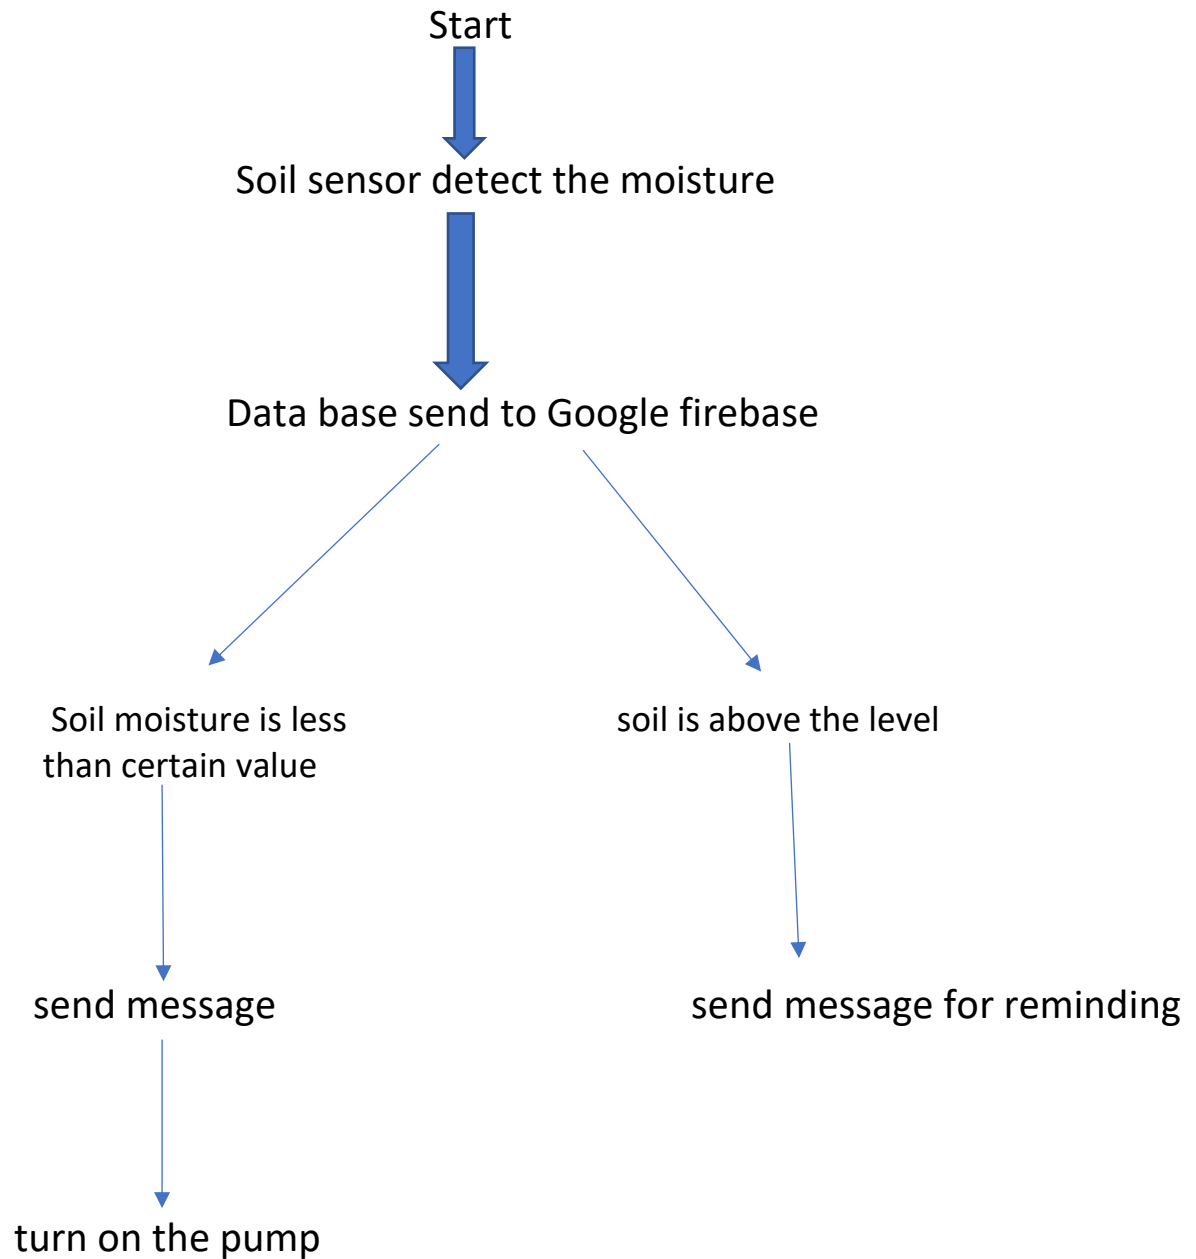 Start
Soil sensor detect the moisture
Data base send to Google firebase
Soil moisture is less
than certain value
soil is above the level
send message
send message for reminding
turn on the pump